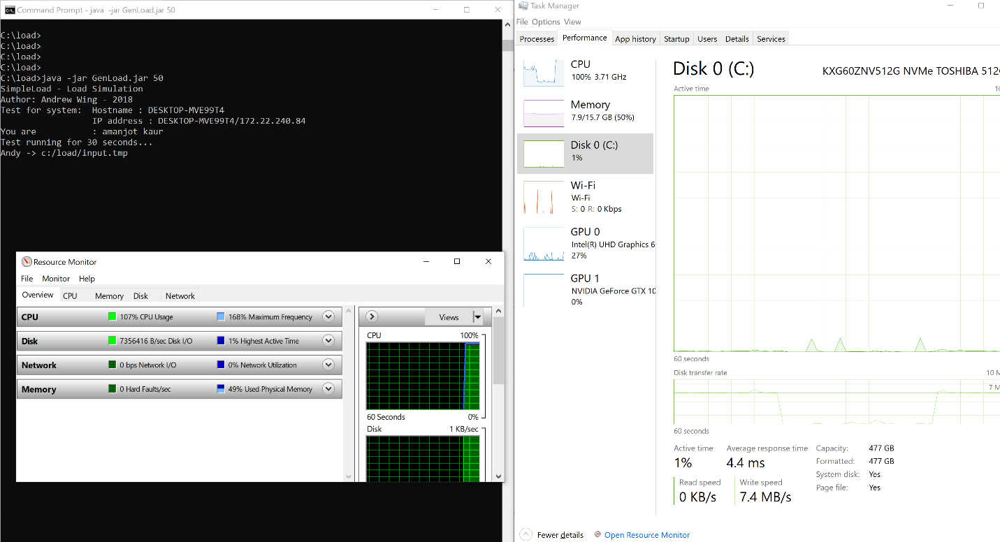 Command Prompt - java -jar GenLoad.jar 50
C:\load>
C:\load>
C:\load>
C:\load>
C:\load>java -jar GenLoad.jar 50
SimpleLoad - Load Simulation
Author: Andrew Wing - 2018
Test for system: Hostname : DESKTOP-MVE99T4
IP address : DESKTOP-MVE99T4/172.22.240.84
You are : amanjot kaur
Test running for 30 seconds...
Andy -> c:/load/input.tmp
Resource Monitor
File Monitor Help
Overview CPU Memory Disk Network
CPU 107% CPU Usage 168% Maximum Frequency
Disk 7356416 B/sec Disk I/O 1% Highest Active Time
Network 0 bps Network I/O 0% Network Utilization
Memory 0 Hard Faults/sec 49% Used Physical Memory
Views
CPU 100%
60 Seconds 0%
Disk 1 KB/sec
Task Manager
File Options View
Processes Performance App history Startup Users Details Services
CPU
100% 3.71 GHz
Memory
7.9/15.7 GB (50%)
Disk 0 (C:)
1%
Wi-Fi
Wi-Fi
S: 0 R: 0 Kbps
GPU 0
Intel(R) UHD Graphics 6
27%
GPU 1
NVIDIA GeForce GTX 10
0%
Disk 0 (C:) KXG60ZNV512G NVMe TOSHIBA 512
Active time 10
60 seconds
Disk transfer rate 10 M
7 M
60 seconds
Active time Average response time
1% 4.4 ms
Read speed Write speed
0 KB/s 7.4 MB/s
Capacity: 477 GB
Formatted: 477 GB
System disk: Yes
Page file: Yes
Fewer details Open Resource Monitor